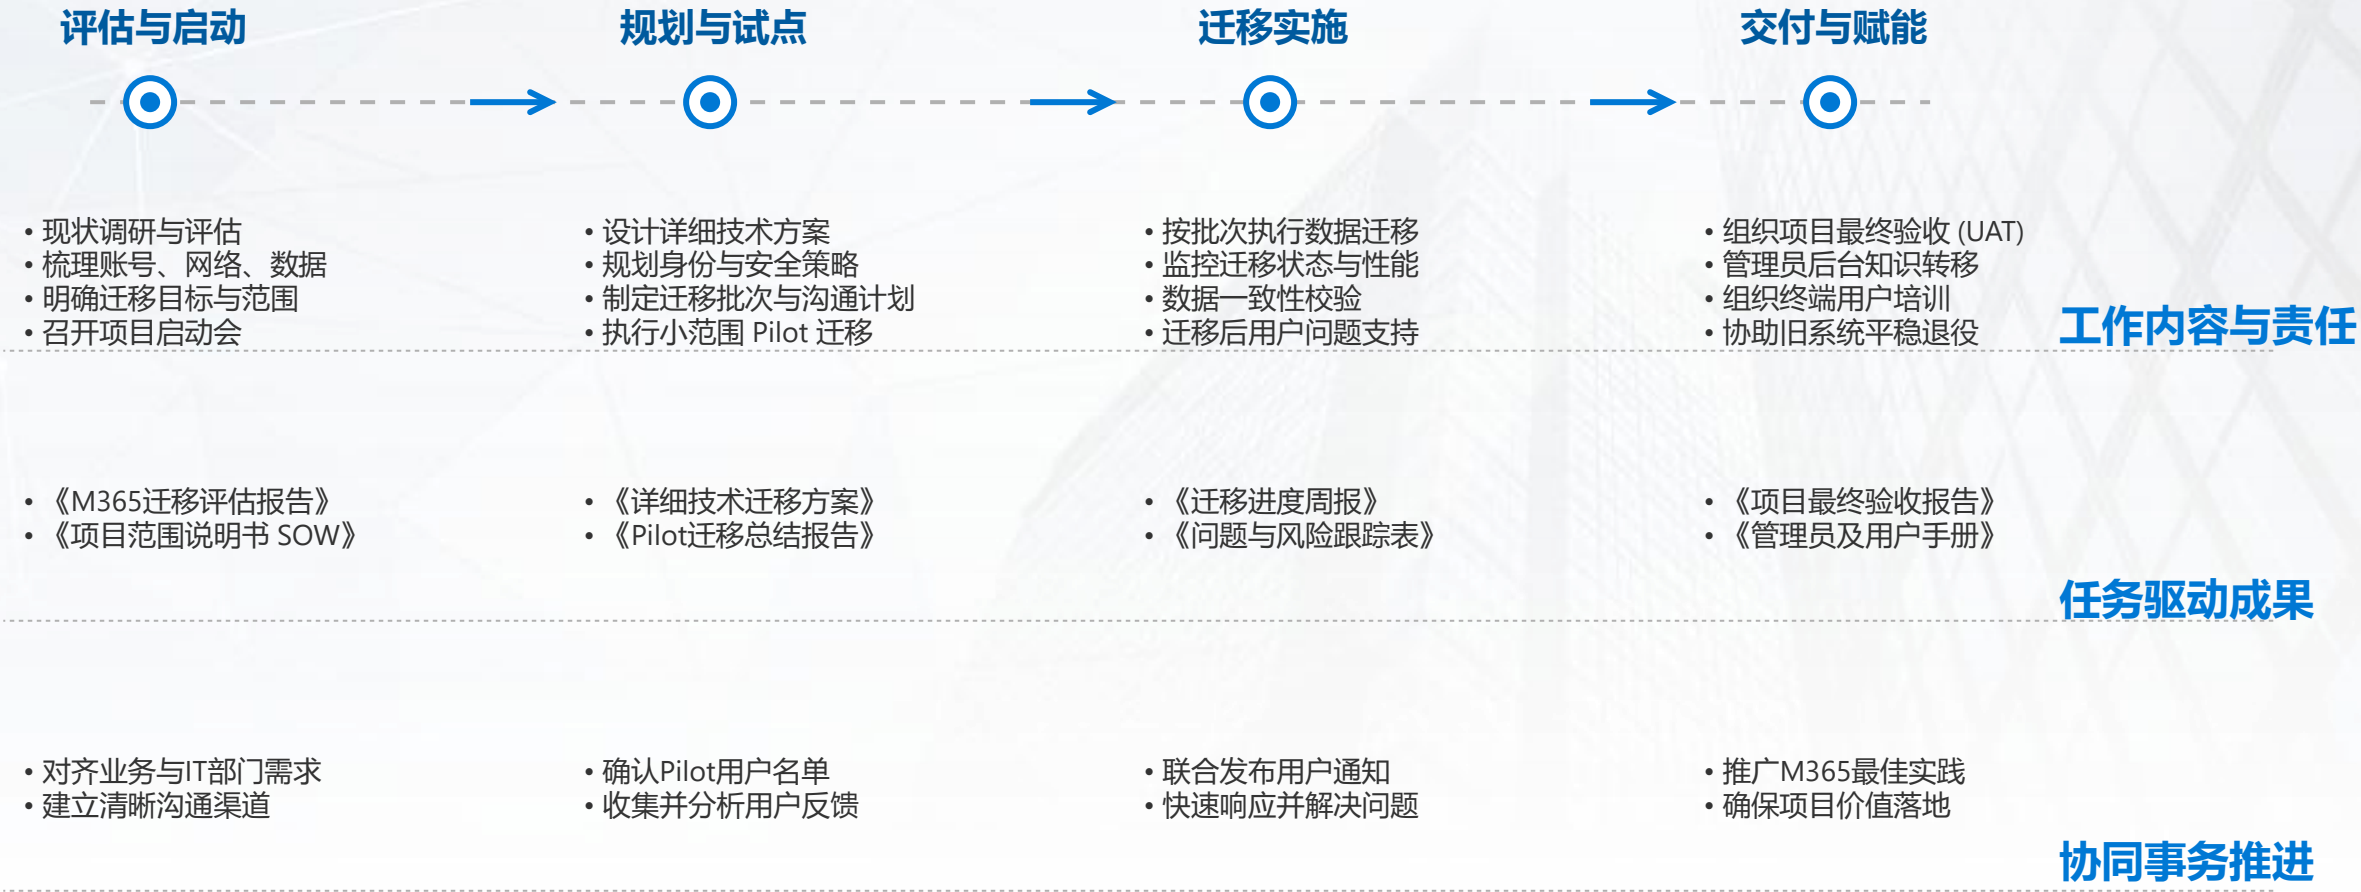 评估与启动
规划与试点
迁移实施
交付与赋能
• 现状调研与评估
• 梳理账号、网络、数据
• 明确迁移目标与范围
• 召开项目启动会
• 设计详细技术方案
• 规划身份与安全策略
• 制定迁移批次与沟通计划
• 执行小范围 Pilot 迁移
• 按批次执行数据迁移
• 监控迁移状态与性能
• 数据一致性校验
• 迁移后用户问题支持
• 组织项目最终验收 (UAT)
• 管理员后台知识转移
• 组织终端用户培训
• 协助旧系统平稳退役
工作内容与责任
• 《M365迁移评估报告》
• 《项目范围说明书 SOW》
• 《详细技术迁移方案》
• 《Pilot迁移总结报告》
• 《迁移进度周报》
• 《问题与风险跟踪表》
• 《项目最终验收报告》
• 《管理员及用户手册》
任务驱动成果
• 对齐业务与IT部门需求
• 建立清晰沟通渠道
• 确认Pilot用户名单
• 收集并分析用户反馈
• 联合发布用户通知
• 快速响应并解决问题
• 推广M365最佳实践
• 确保项目价值落地
协同事务推进